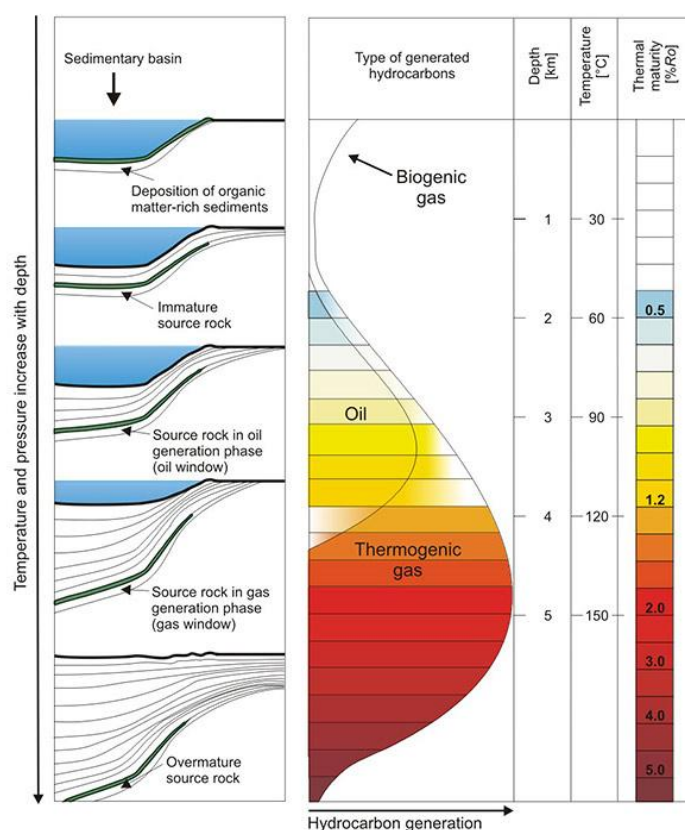 Temperature and pressure increase with depth
Sedimentary basin
Deposition of organic
matter-rich sediments
Immature
source rock
Source rock in oil
generation phase
(oil window)
Source rock in gas
generation phase
(gas window)
Overmature
source rock
Type of generated
hydrocarbons
Biogenic
gas
Oil
Thermogenic
gas
Hydrocarbon generation
Depth
[km]
1
2
3
4
5
Temperature
[°C]
30
60
90
120
150
Thermal
maturity
[%Ro]
0.5
1.2
2.0
3.0
4.0
5.0